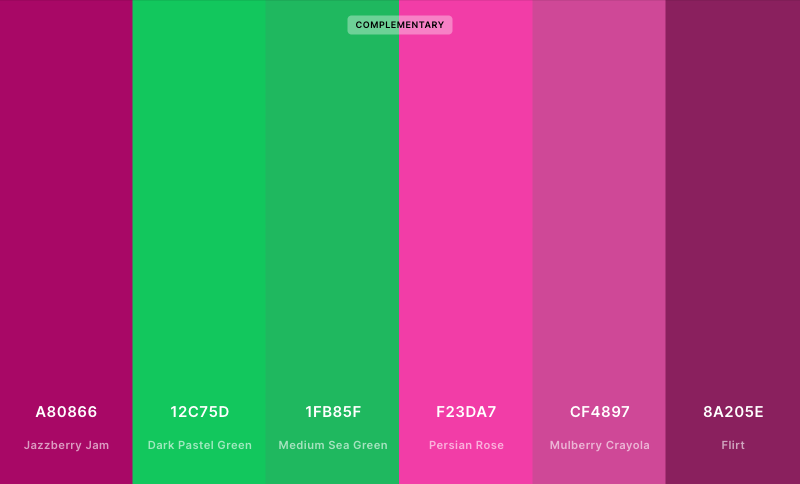 COMPLEMENTARY
A80866
Jazzberry Jam
12C75D
Dark Pastel Green
1FB85F
Medium Sea Green
F23DA7
Persian Rose
CF4897
Mulberry Crayola
8A205E
Flirt